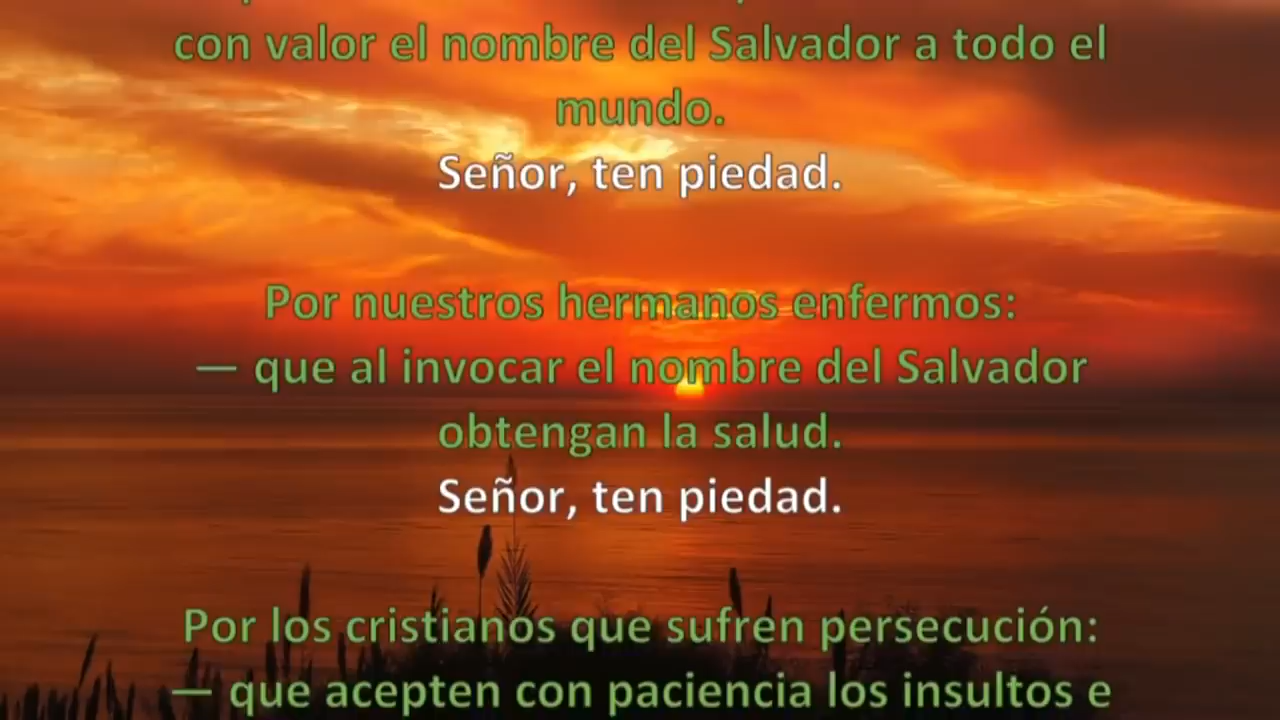 con valor el nombre del Salvador a todo el
mundo.
Señor, ten piedad.
Por nuestros hermanos enfermos:
— que al invocar el nombre del Salvador
obtengan la salud.
Señor, ten piedad.
Por los cristianos que sufren persecución:
— que acepten con paciencia los insultos e